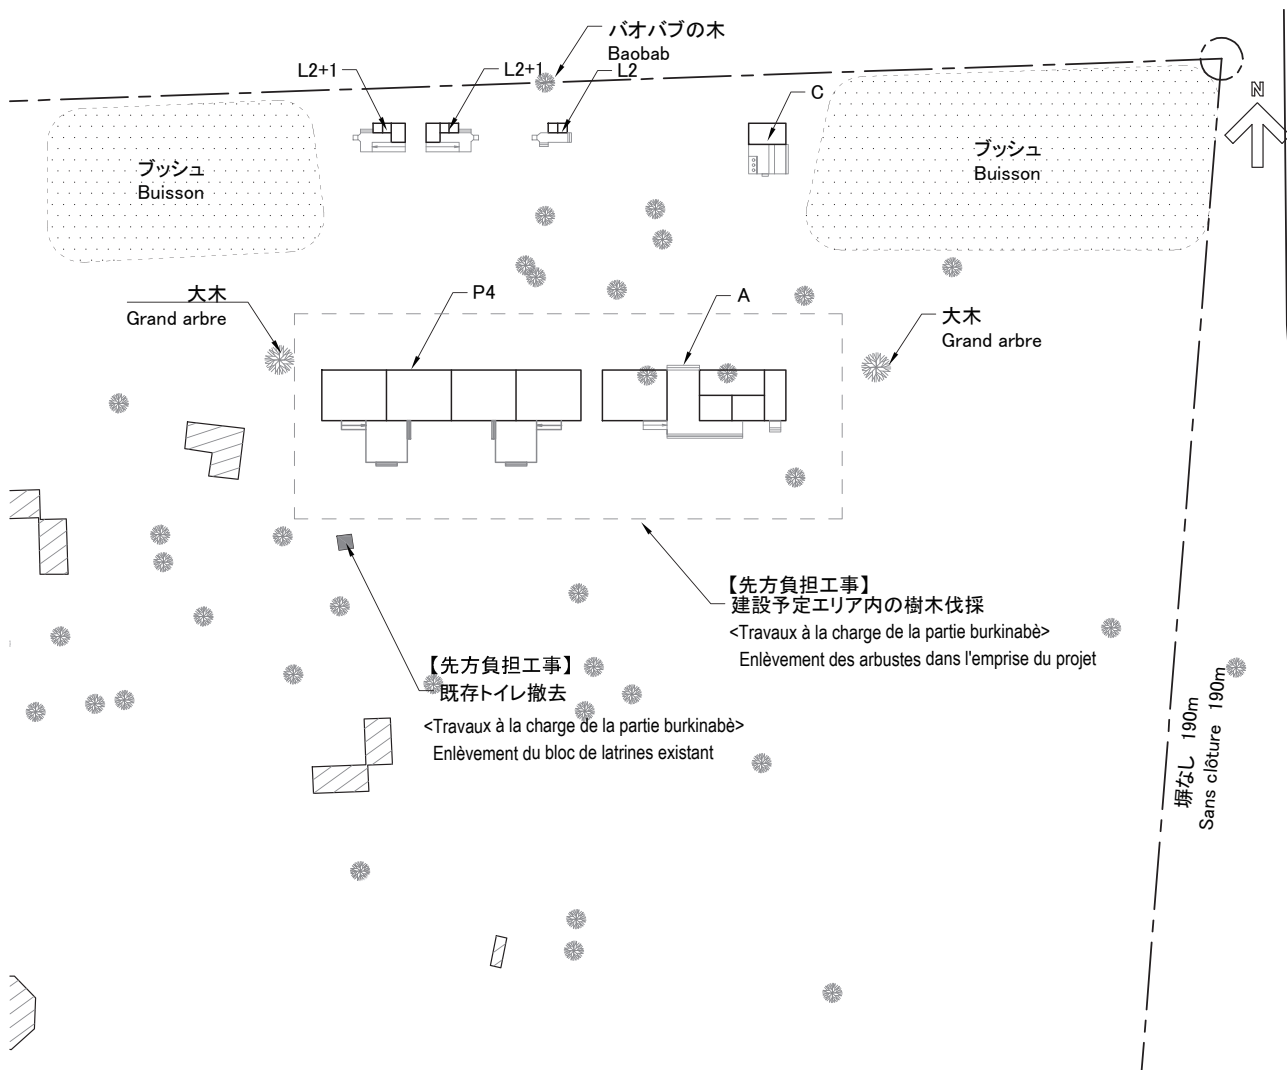 バオバブの木
Baobab
L2+1
L2+1
L2
C
N
ブッシュ
Buisson
ブッシュ
Buisson
大木
Grand arbre
P4
A
大木
Grand arbre
【先方負担工事】
建設予定エリア内の樹木伐採
<Travaux à la charge de la partie burkinabè>
Enlèvement des arbustes dans l'emprise du projet
【先方負担工事】
既存トイレ撤去
<Travaux à la charge de la partie burkinabè>
Enlèvement du bloc de latrines existant
塀なし 190m
Sans clôture 190m